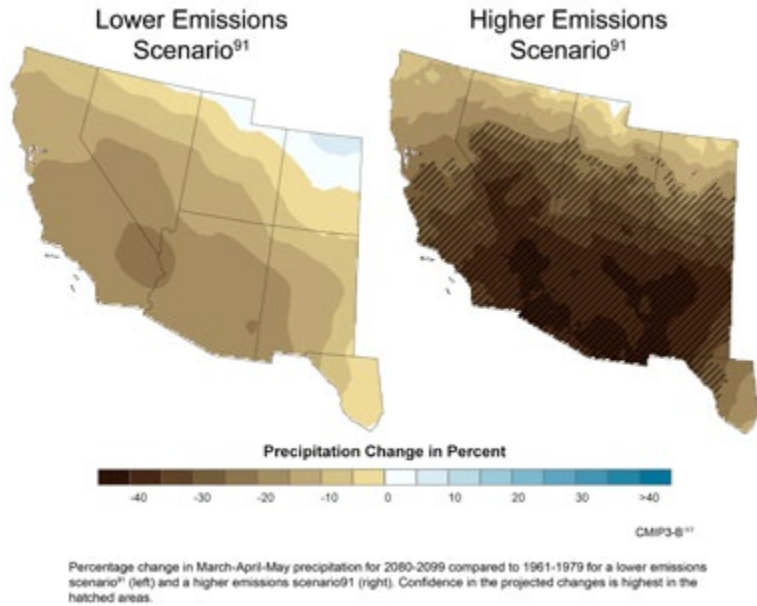 Lower Emissions
Scenario91
Higher Emissions
Scenario91
Precipitation Change in Percent
-40 -30 -20 -10 0 10 20 30 >40
CMIP3-B
Percentage change in March-April-May precipitation for 2080-2099 compared to 1961-1979 for a lower emissions
scenario91 (left) and a higher emissions scenario91 (right). Confidence in the projected changes is highest in the
hatched areas.